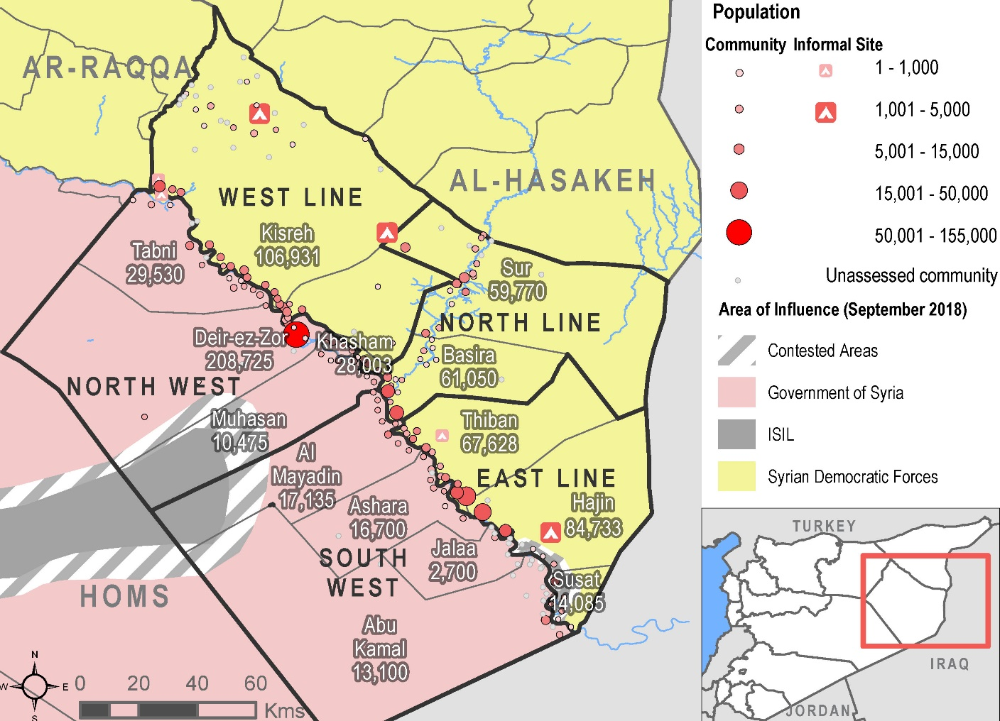 AR-RAQQA
WEST LINE
AL-HASAKEH
Kisreh
106,931
Tabni
29,530
Sur
59,770
NORTH LINE
Deir-ez-Zor
208,725
Khasham
28,003
Basira
61,050
NORTH WEST
Muhasan
10,475
Thiban
67,628
Al
Mayadin
17,135
EAST LINE
Hajin
84,733
Ashara
16,700
Jalaa
2,700
SOUTH
WEST
Susat
14,085
HOMS
Abu
Kamal
13,100
N
W
E
S
0 20 40 60
Kms
Population
Community Informal Site
1 - 1,000
1,001 - 5,000
5,001 - 15,000
15,001 - 50,000
50,001 - 155,000
Unassessed community
Area of Influence (September 2018)
Contested Areas
Government of Syria
ISIL
Syrian Democratic Forces
TURKEY
IRAQ
JORDAN